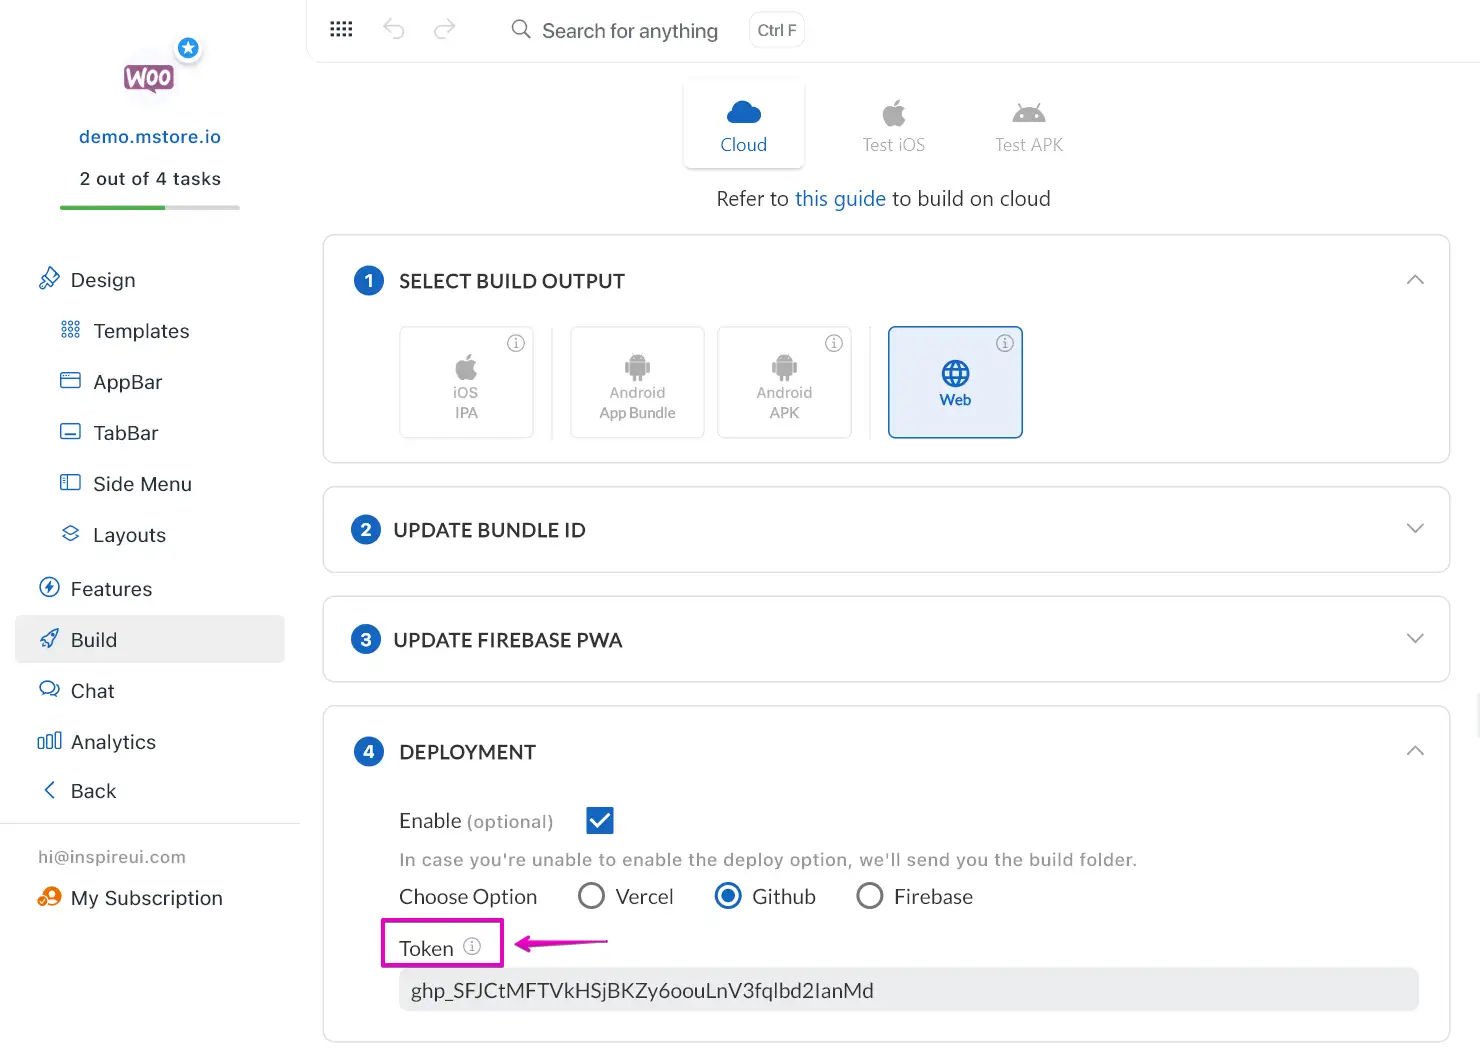 WOO
demo.mstore.io
2 out of 4 tasks
Design
Templates
AppBar
TabBar
Side Menu
Layouts
Features
Build
Chat
Analytics
Back
hi@inspireui.com
My Subscription
Search for anything
Ctrl F
Cloud
Test iOS
Test APK
Refer to this guide to build on cloud
1 SELECT BUILD OUTPUT
iOS
IPA
Android
App Bundle
Android
APK
Web
2 UPDATE BUNDLE ID
3 UPDATE FIREBASE PWA
4 DEPLOYMENT
Enable (optional)
In case you're unable to enable the deploy option, we'll send you the build folder.
Choose Option Vercel Github Firebase
Token
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